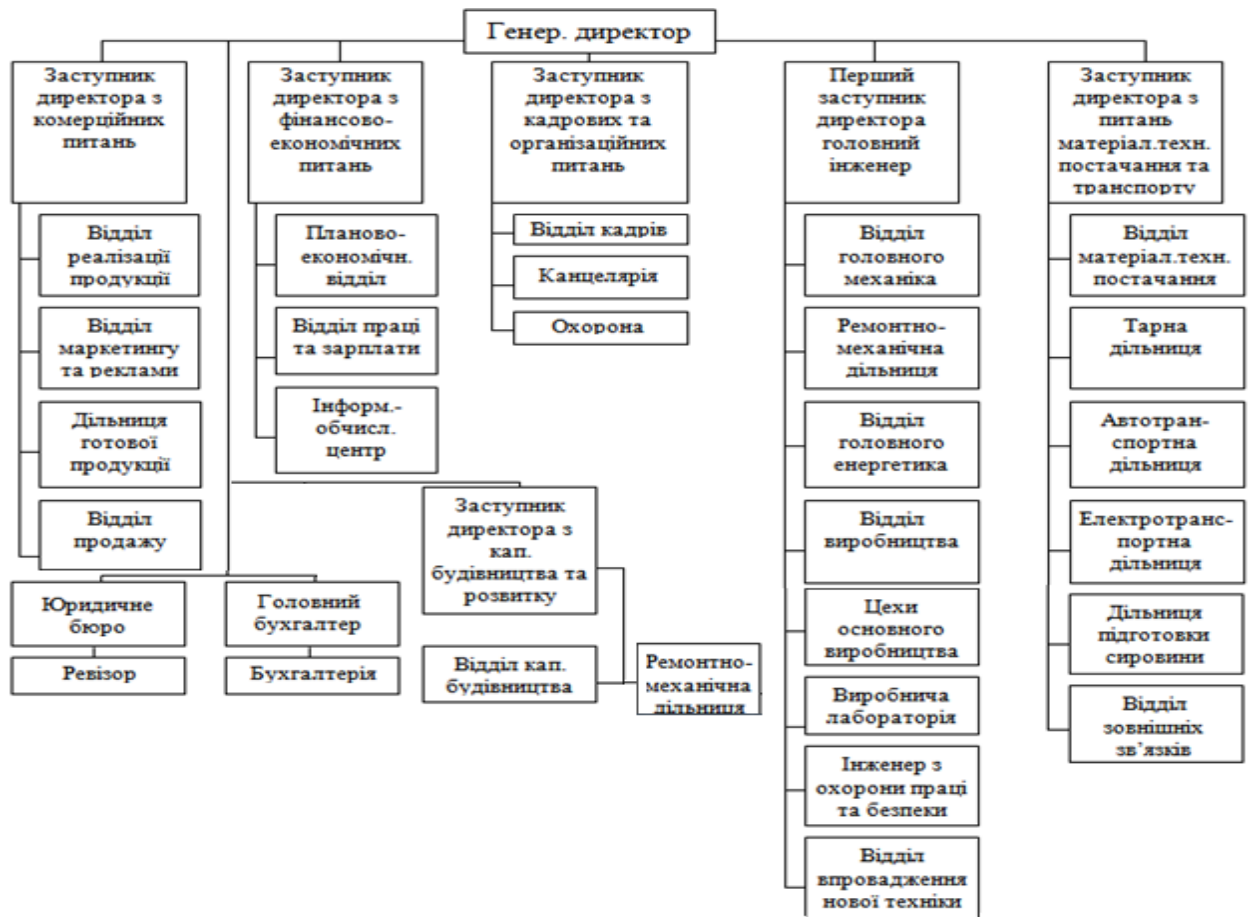 Генер. директор
Заступник
директора з
комерційних
питань
Заступник
директора з
фінансово-
економічних
питань
Заступник
директора з
кадрових та
організаційних
питань
Перший
заступник
директора
головний
інженер
Заступник
директора з
питань
матеріал.техн.
постачання та
транспорту
Відділ
реалізації
продукції
Відділ
маркетингу
та реклами
Дільниця
готової
продукції
Відділ
продажу
Планово-
економічн.
відділ
Відділ праці
та зарплати
Інформ.-
обчисл.
центр
Відділ кадрів
Канцелярія
Охорона
Відділ
головного
механіка
Ремонтно-
механічна
дільниця
Відділ
головного
енергетика
Відділ
виробництва
Цехи
основного
виробництва
Виробнича
лабораторія
Інженер з
охорони праці
та безпеки
Відділ
впровадження
нової техніки
Відділ
матеріал.техн.
постачання
Тарна
дільниця
Автотран-
спортна
дільниця
Електротранс-
портна
дільниця
Дільниця
підготовки
сировини
Відділ
зовнішніх
зв’язків
Заступник
директора з
кап.
будівництва та
розвитку
Відділ кап.
будівництва
Ремонтно-
механічна
дільниця
Юридичне
бюро
Ревізор
Головний
бухгалтер
Бухгалтерія